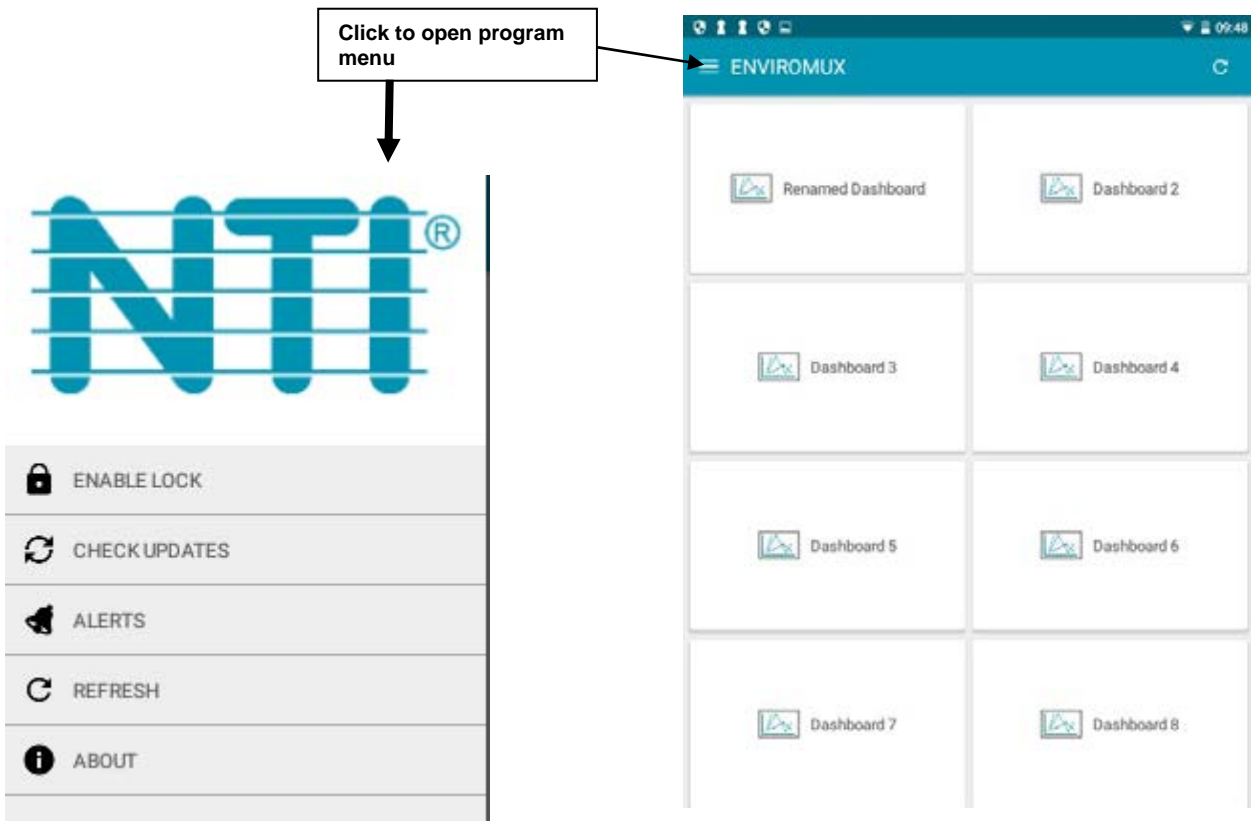 Click to open program
menu
NTI®
ENABLE LOCK
CHECK UPDATES
ALERTS
REFRESH
ABOUT
09:48
ENVIROMUX
Renamed Dashboard
Dashboard 2
Dashboard 3
Dashboard 4
Dashboard 5
Dashboard 6
Dashboard 7
Dashboard 8